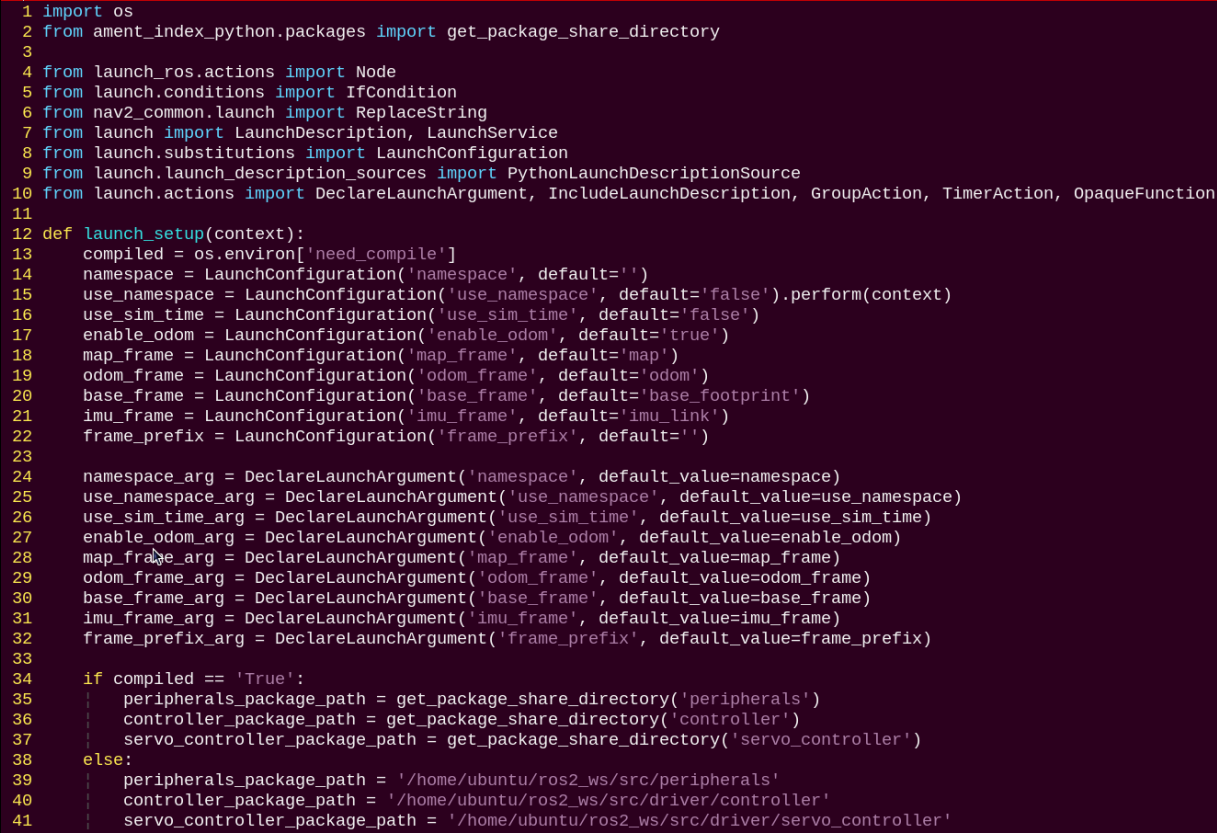 1 import os
2 from ament_index_python.packages import get_package_share_directory
3
4 from launch_ros.actions import Node
5 from launch.conditions import IfCondition
6 from nav2_common.launch import ReplaceString
7 from launch import LaunchDescription, LaunchService
8 from launch.substitutions import LaunchConfiguration
9 from launch.launch_description_sources import PythonLaunchDescriptionSource
10 from launch.actions import DeclareLaunchArgument, IncludeLaunchDescription, GroupAction, TimerAction, OpaqueFunction
11
12 def launch_setup(context):
13     compiled = os.environ['need_compile']
14     namespace = LaunchConfiguration('namespace', default='')
15     use_namespace = LaunchConfiguration('use_namespace', default='false').perform(context)
16     use_sim_time = LaunchConfiguration('use_sim_time', default='false')
17     enable_odom = LaunchConfiguration('enable_odom', default='true')
18     map_frame = LaunchConfiguration('map_frame', default='map')
19     odom_frame = LaunchConfiguration('odom_frame', default='odom')
20     base_frame = LaunchConfiguration('base_frame', default='base_footprint')
21     imu_frame = LaunchConfiguration('imu_frame', default='imu_link')
22     frame_prefix = LaunchConfiguration('frame_prefix', default='')
23
24     namespace_arg = DeclareLaunchArgument('namespace', default_value=namespace)
25     use_namespace_arg = DeclareLaunchArgument('use_namespace', default_value=use_namespace)
26     use_sim_time_arg = DeclareLaunchArgument('use_sim_time', default_value=use_sim_time)
27     enable_odom_arg = DeclareLaunchArgument('enable_odom', default_value=enable_odom)
28     map_frame_arg = DeclareLaunchArgument('map_frame', default_value=map_frame)
29     odom_frame_arg = DeclareLaunchArgument('odom_frame', default_value=odom_frame)
30     base_frame_arg = DeclareLaunchArgument('base_frame', default_value=base_frame)
31     imu_frame_arg = DeclareLaunchArgument('imu_frame', default_value=imu_frame)
32     frame_prefix_arg = DeclareLaunchArgument('frame_prefix', default_value=frame_prefix)
33
34     if compiled == 'True':
35     ¦   peripherals_package_path = get_package_share_directory('peripherals')
36     ¦   controller_package_path = get_package_share_directory('controller')
37     ¦   servo_controller_package_path = get_package_share_directory('servo_controller')
38     else:
39     ¦   peripherals_package_path = '/home/ubuntu/ros2_ws/src/peripherals'
40     ¦   controller_package_path = '/home/ubuntu/ros2_ws/src/driver/controller'
41     ¦   servo_controller_package_path = '/home/ubuntu/ros2_ws/src/driver/servo_controller'